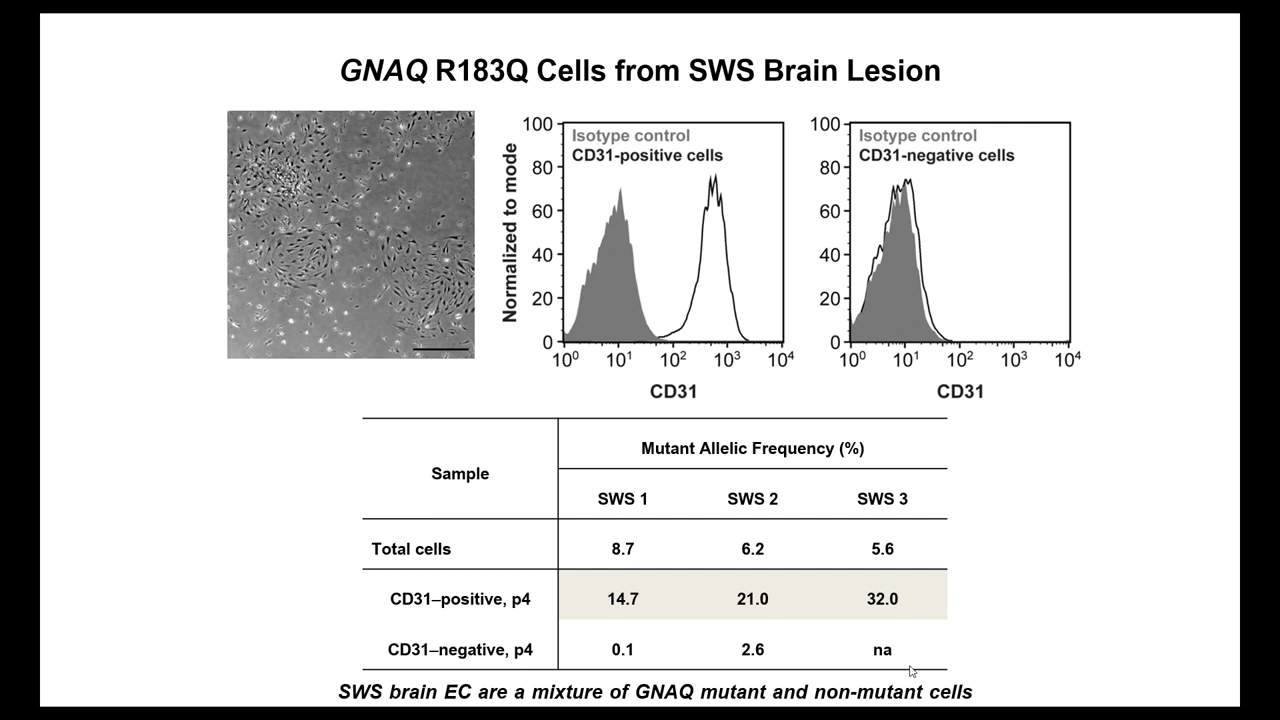 GNAQ R183Q Cells from SWS Brain Lesion
Normalized to mode
100
80
60
40
20
0
Isotype control
CD31-positive cells
10⁰ 10¹ 10² 10³ 10⁴
CD31
100
80
60
40
20
0
Isotype control
CD31-negative cells
10⁰ 10¹ 10² 10³ 10⁴
CD31
Sample
Mutant Allelic Frequency (%)
SWS 1 SWS 2 SWS 3
Total cells 8.7 6.2 5.6
CD31–positive, p4 14.7 21.0 32.0
CD31–negative, p4 0.1 2.6 na
SWS brain EC are a mixture of GNAQ mutant and non-mutant cells